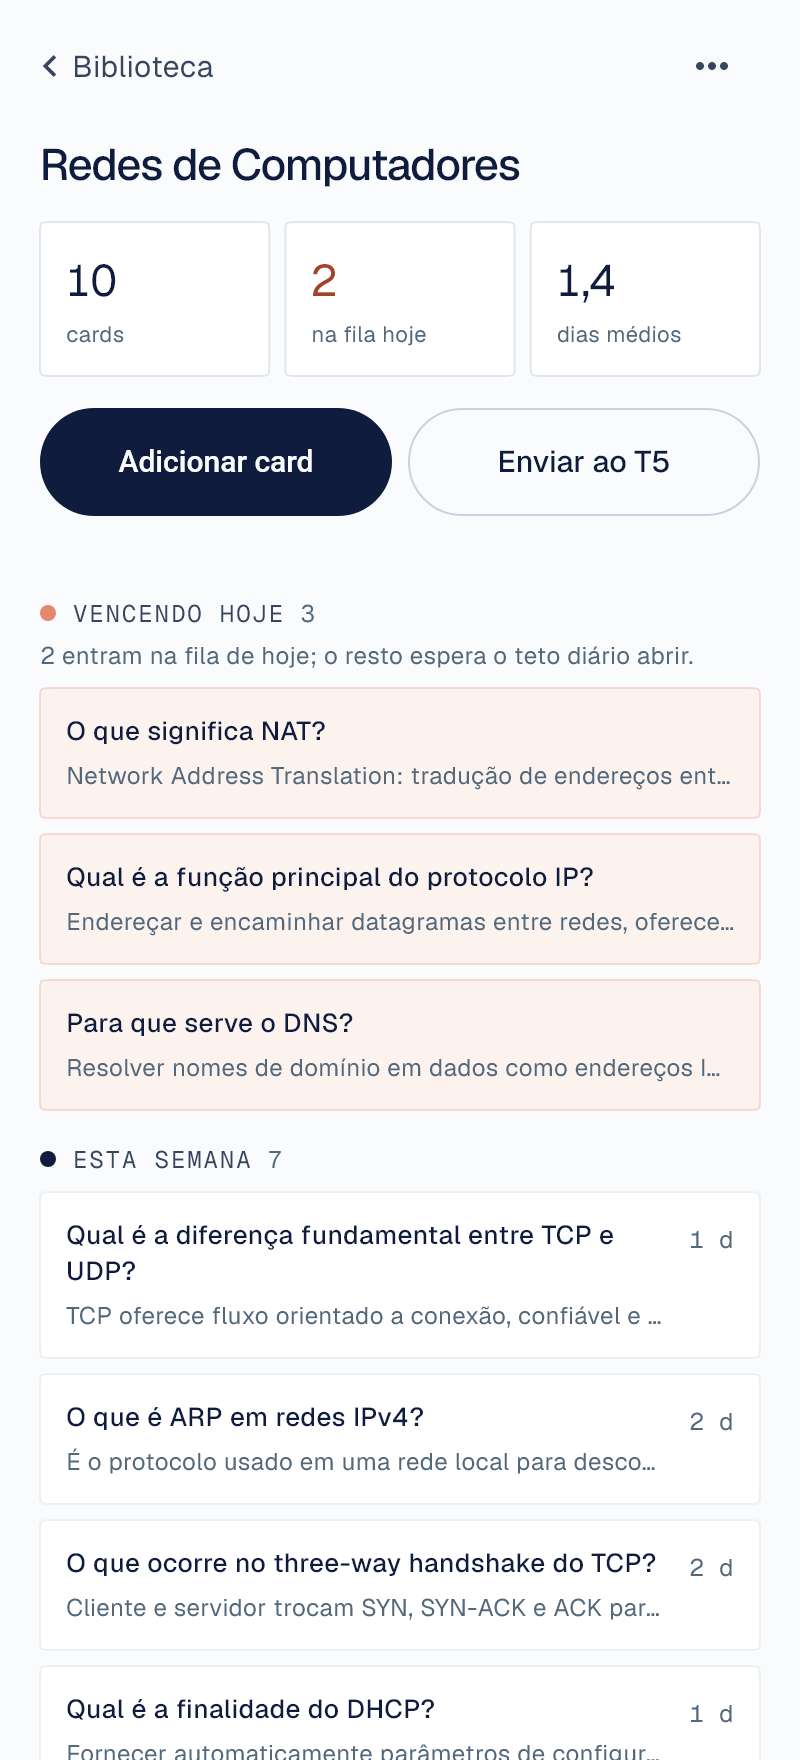 Biblioteca
Redes de Computadores
10
cards
2
na fila hoje
1,4
dias médios
Adicionar card
Enviar ao T5
VENCENDO HOJE 3
2 entram na fila de hoje; o resto espera o teto diário abrir.
O que significa NAT?
Network Address Translation: tradução de endereços ent…
Qual é a função principal do protocolo IP?
Endereçar e encaminhar datagramas entre redes, oferece…
Para que serve o DNS?
Resolver nomes de domínio em dados como endereços I…
ESTA SEMANA 7
Qual é a diferença fundamental entre TCP e
UDP?
1 d
TCP oferece fluxo orientado a conexão, confiável e …
O que é ARP em redes IPv4?
2 d
É o protocolo usado em uma rede local para desco…
O que ocorre no three-way handshake do TCP?
2 d
Cliente e servidor trocam SYN, SYN-ACK e ACK par…
Qual é a finalidade do DHCP?
1 d
Fornecer automaticamente parâmetros de configur…